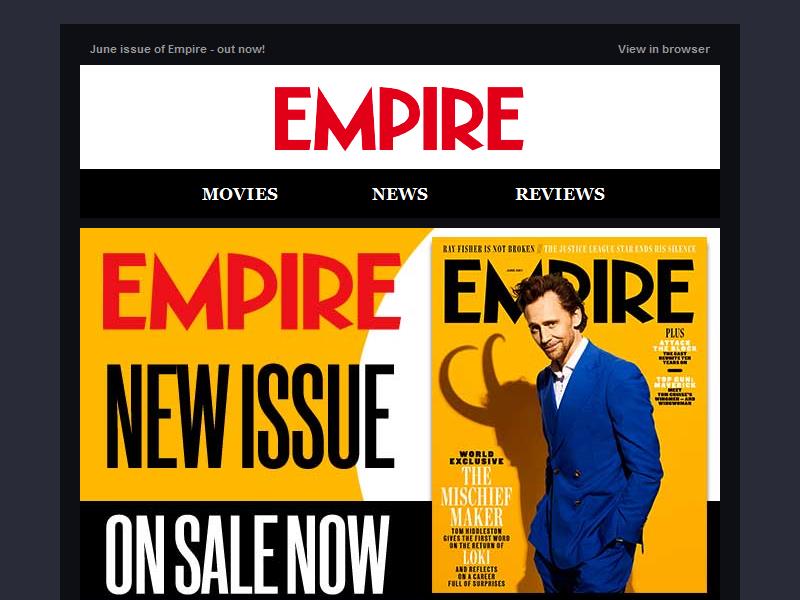 June issue of Empire - out now!
View in browser
EMPIRE
MOVIES
NEWS
REVIEWS
EMPIRE
NEW ISSUE
ON SALE NOW
RAY FISHER IS NOT BROKEN / THE JUSTICE LEAGUE STAR ENDS HIS SILENCE
EMPIRE
PLUS
ATTACK
THE BLOCK
THE CAST
REUNITE TEN
YEARS ON
TOP GUN:
MAVERICK
MEET
TOM CRUISE'S
WINGMEN – AND
WINGWOMAN
WORLD
EXCLUSIVE
THE
MISCHIEF
MAKER
TOM HIDDLESTON
GIVES THE FIRST WORD
ON THE RETURN OF
LOKI
AND REFLECTS
ON A CAREER
FULL OF SURPRISES